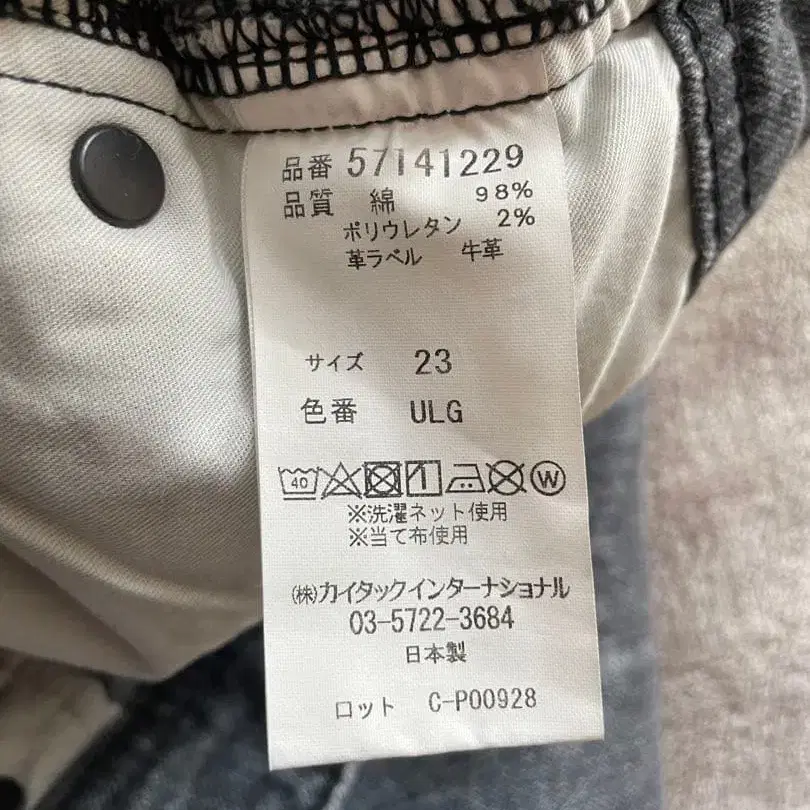 品番 57141229
品質 綿 98%
ポリウレタン 2%
革ラベル 牛革
サイズ 23
色番 ULG
40 W
※洗濯ネット使用
※当て布使用
(株)カイタックインターナショナル
03-5722-3684
日本製
ロット C-P00928